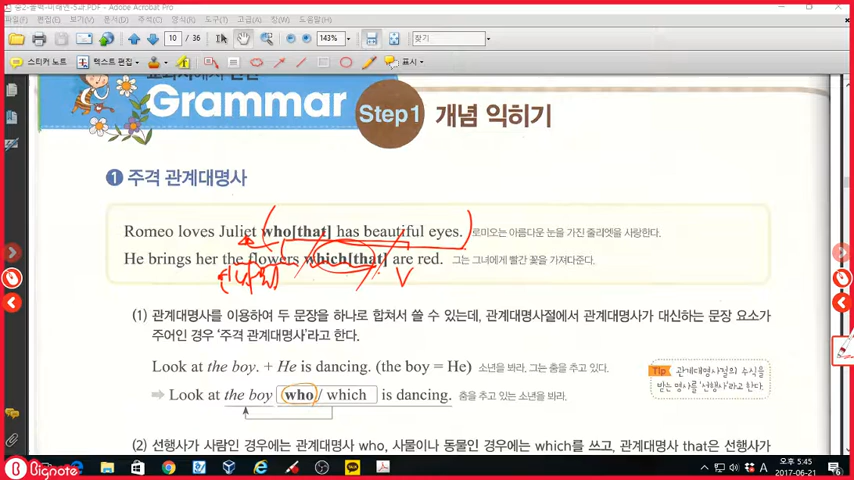 파일(F) 편집(E) 보기(V) 문서(D) 주석(C) 양식(R) 도구(T) 고급(A) 창(W) 도움말(H)
10 / 36 143% 찾기
스티커 노트 텍스트 편집 표시
Grammar Step1 개념 익히기
1 주격 관계대명사
Romeo loves Juliet who[that] has beautiful eyes. 로미오는 아름다운 눈을 가진 줄리엣을 사랑한다.
He brings her the flowers which[that] are red. 그는 그녀에게 빨간 꽃을 가져다준다.
V
(1) 관계대명사를 이용하여 두 문장을 하나로 합쳐서 쓸 수 있는데, 관계대명사절에서 관계대명사가 대신하는 문장 요소가
주어인 경우 '주격 관계대명사'라고 한다.
Look at the boy. + He is dancing. (the boy = He) 소년을 봐라. 그는 춤을 추고 있다.
Tip 관계대명사절의 수식을
받는 명사를 '선행사'라고 한다.
⇨ Look at the boy who / which is dancing. 춤을 추고 있는 소년을 봐라.
(2) 선행사가 사람인 경우에는 관계대명사 who, 사물이나 동물인 경우에는 which를 쓰고, 관계대명사 that은 선행사가
Bignote
A 오후 5:45
2017-06-21
Bignote